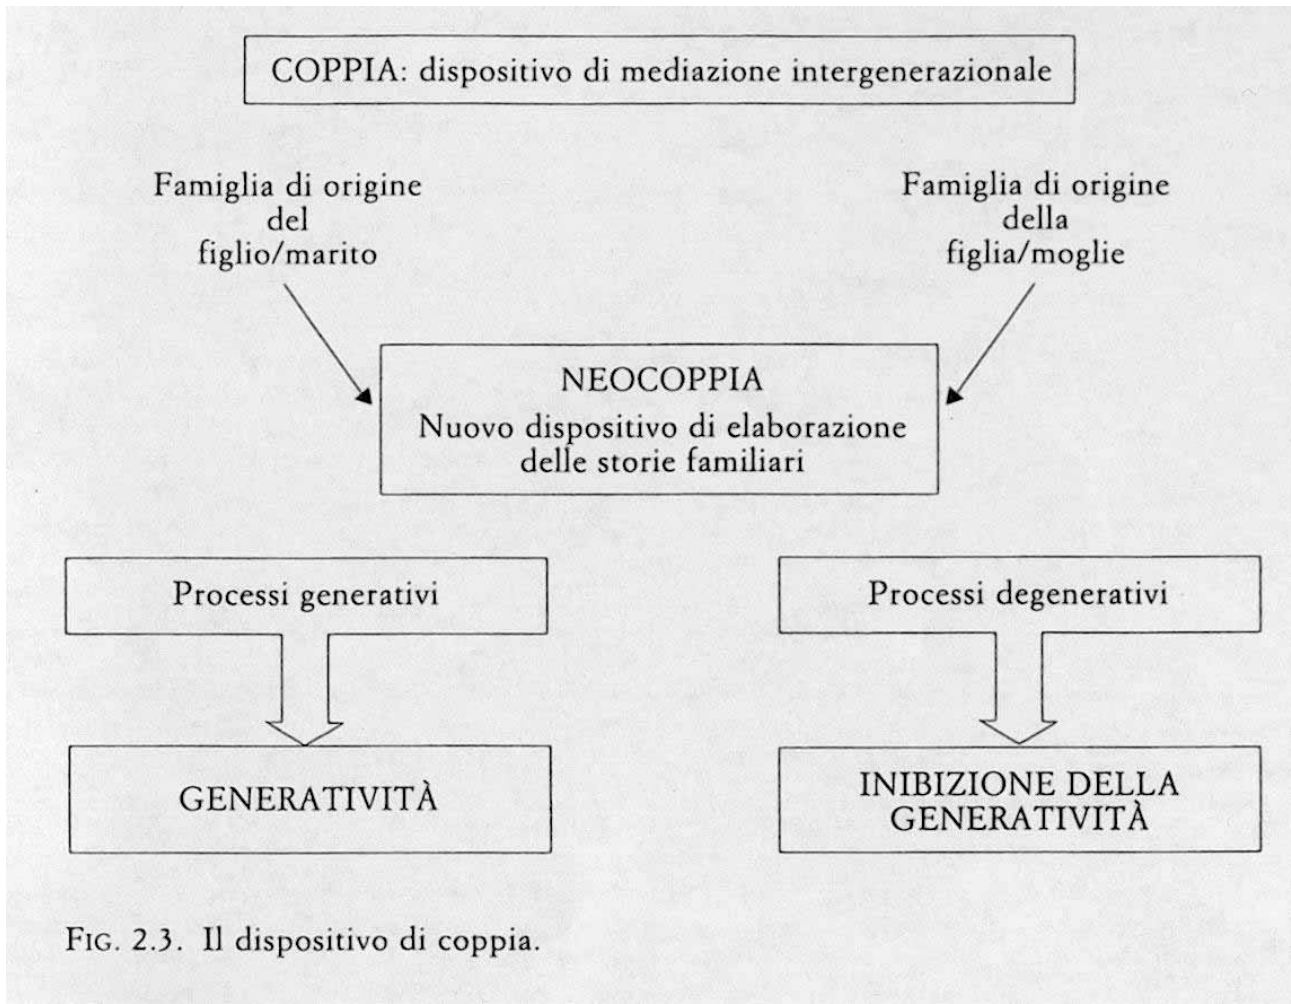 COPPIA: dispositivo di mediazione intergenerazionale
Famiglia di origine
del
figlio/marito
Famiglia di origine
della
figlia/moglie
NEOCOPPIA
Nuovo dispositivo di elaborazione
delle storie familiari
Processi generativi
Processi degenerativi
GENERATIVITÀ
INIBIZIONE DELLA
GENERATIVITÀ
FIG. 2.3. Il dispositivo di coppia.